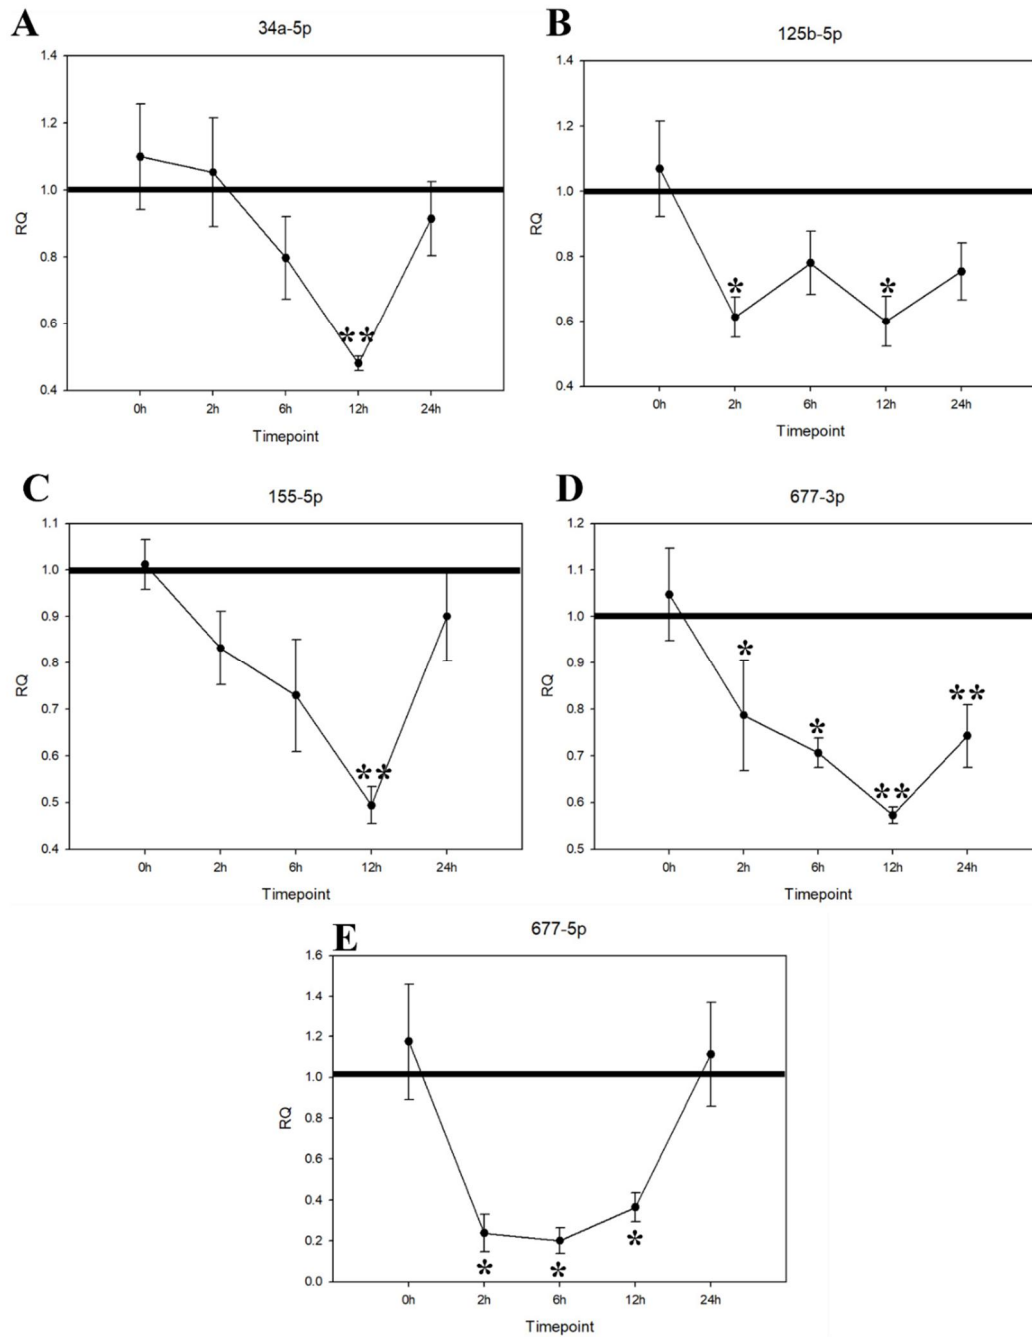 A
34a-5p
1.4
1.2
1.0
0.8
0.6
0.4
RQ
**
0h 2h 6h 12h 24h
Timepoint
B
125b-5p
1.4
1.2
1.0
0.8
0.6
0.4
RQ
* *
0h 2h 6h 12h 24h
Timepoint
C
155-5p
1.1
1.0
0.9
0.8
0.7
0.6
0.5
0.4
RQ
**
0h 2h 6h 12h 24h
Timepoint
D
677-3p
1.2
1.1
1.0
0.9
0.8
0.7
0.6
0.5
RQ
* * ** **
0h 2h 6h 12h 24h
Timepoint
E
677-5p
1.6
1.4
1.2
1.0
0.8
0.6
0.4
0.2
0.0
RQ
* * *
0h 2h 6h 12h 24h
Timepoint